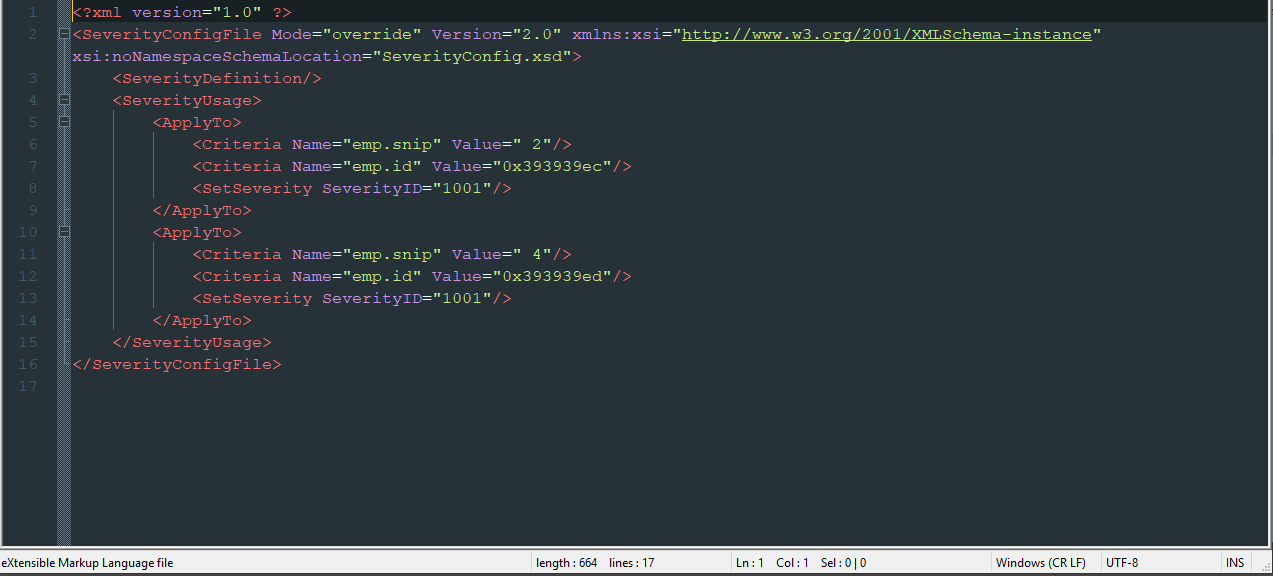 1 <?xml version="1.0" ?>
2 <SeverityConfigFile Mode="override" Version="2.0" xmlns:xsi="http://www.w3.org/2001/XMLSchema-instance"
xsi:noNamespaceSchemaLocation="SeverityConfig.xsd">
3 <SeverityDefinition/>
4 <SeverityUsage>
5 <ApplyTo>
6 <Criteria Name="emp.snip" Value=" 2"/>
7 <Criteria Name="emp.id" Value="0x393939ec"/>
8 <SetSeverity SeverityID="1001"/>
9 </ApplyTo>
10 <ApplyTo>
11 <Criteria Name="emp.snip" Value=" 4"/>
12 <Criteria Name="emp.id" Value="0x393939ed"/>
13 <SetSeverity SeverityID="1001"/>
14 </ApplyTo>
15 </SeverityUsage>
16 </SeverityConfigFile>
17
eXtensible Markup Language file length : 664 lines : 17 Ln : 1 Col : 1 Sel : 0 | 0 Windows (CR LF) UTF-8 INS